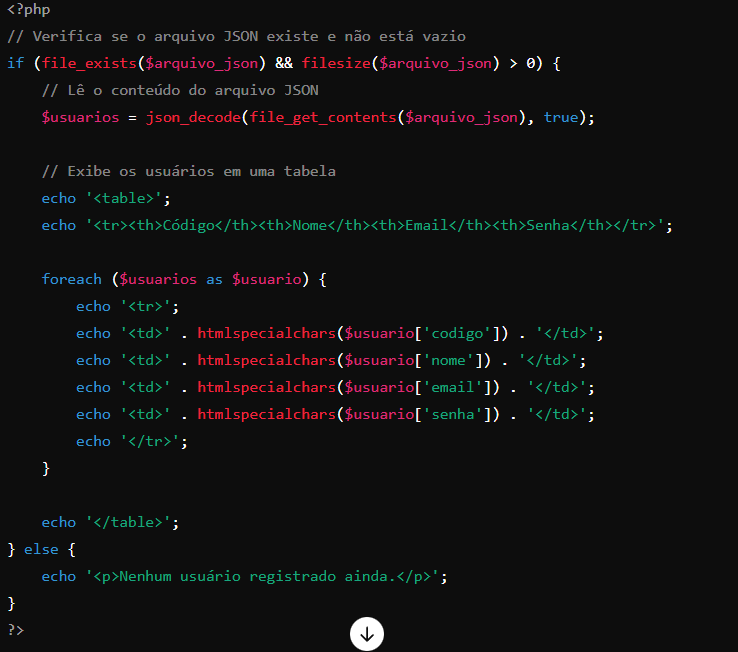 <?php
// Verifica se o arquivo JSON existe e não está vazio
if (file_exists($arquivo_json) && filesize($arquivo_json) > 0) {
    // Lê o conteúdo do arquivo JSON
    $usuarios = json_decode(file_get_contents($arquivo_json), true);

    // Exibe os usuários em uma tabela
    echo '<table>';
    echo '<tr><th>Código</th><th>Nome</th><th>Email</th><th>Senha</th></tr>';

    foreach ($usuarios as $usuario) {
        echo '<tr>';
        echo '<td>' . htmlspecialchars($usuario['codigo']) . '</td>';
        echo '<td>' . htmlspecialchars($usuario['nome']) . '</td>';
        echo '<td>' . htmlspecialchars($usuario['email']) . '</td>';
        echo '<td>' . htmlspecialchars($usuario['senha']) . '</td>';
        echo '</tr>';
    }

    echo '</table>';
} else {
    echo '<p>Nenhum usuário registrado ainda.</p>';
}
?>